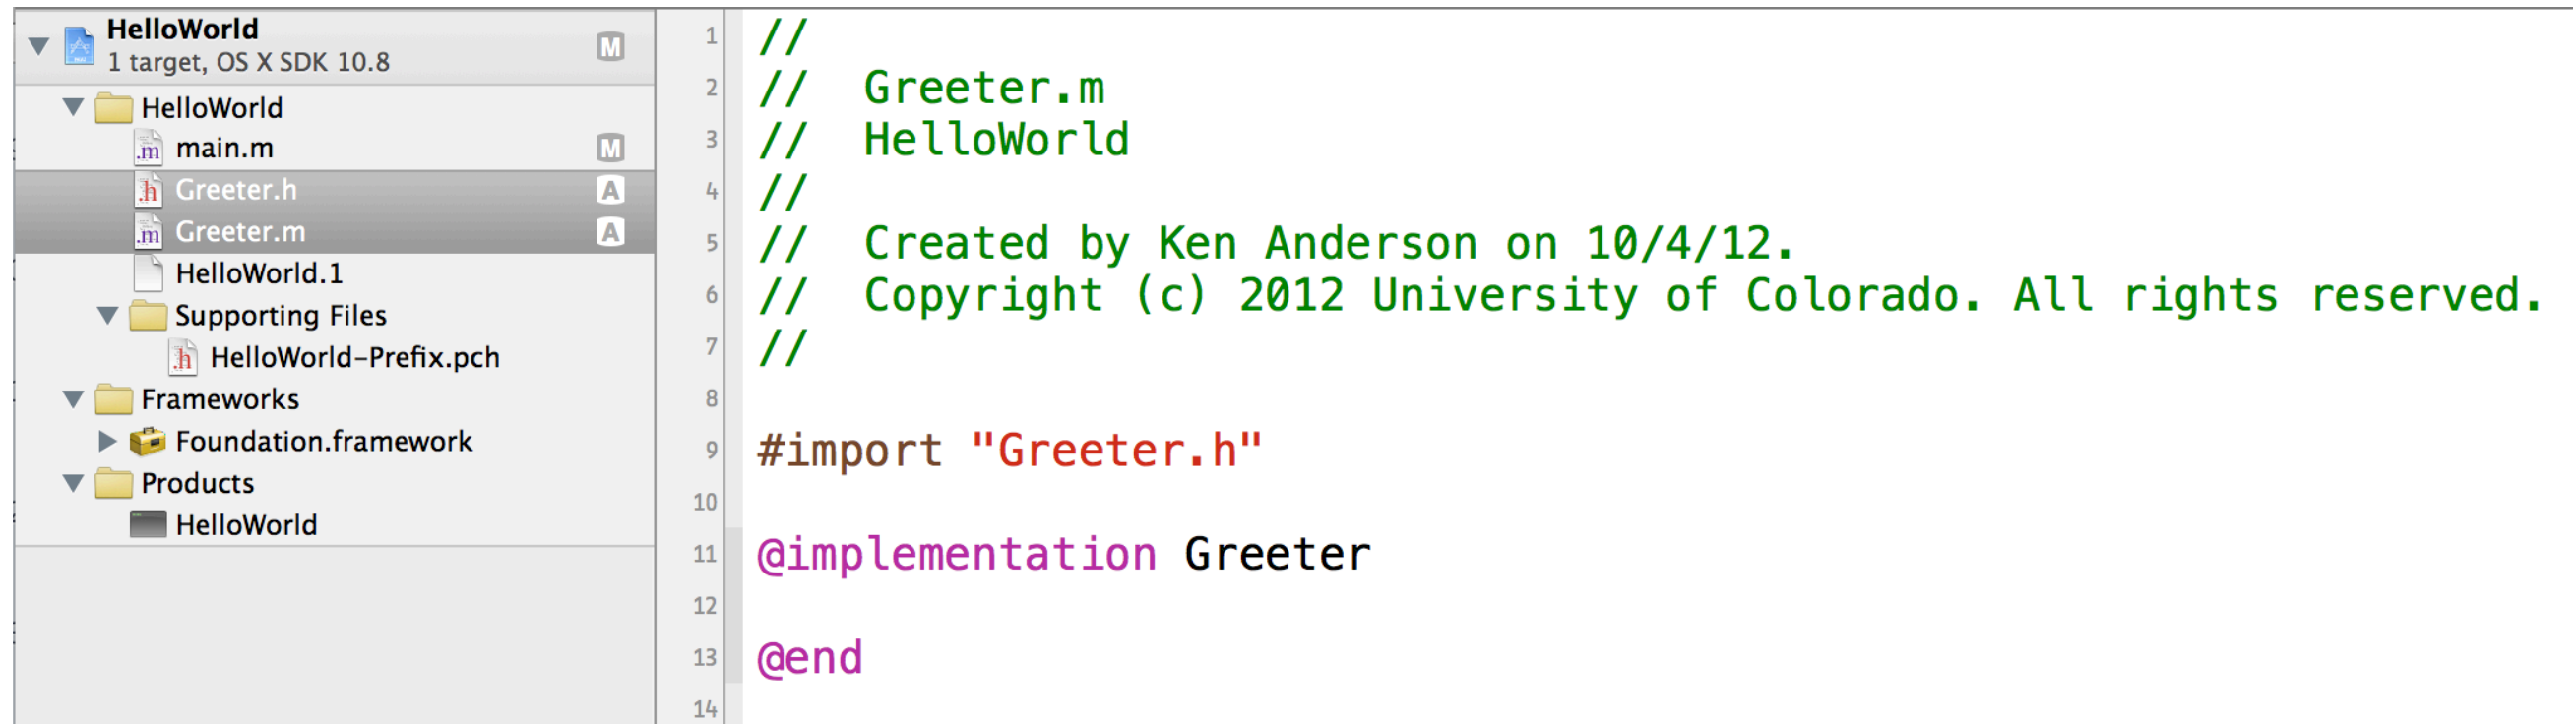 HelloWorld
1 target, OS X SDK 10.8
M
HelloWorld
main.m
M
Greeter.h
A
Greeter.m
A
HelloWorld.1
Supporting Files
HelloWorld-Prefix.pch
Frameworks
Foundation.framework
Products
HelloWorld
1 //
2 //  Greeter.m
3 //  HelloWorld
4 //
5 //  Created by Ken Anderson on 10/4/12.
6 //  Copyright (c) 2012 University of Colorado. All rights reserved.
7 //
8
9 #import "Greeter.h"
10
11 @implementation Greeter
12
13 @end
14